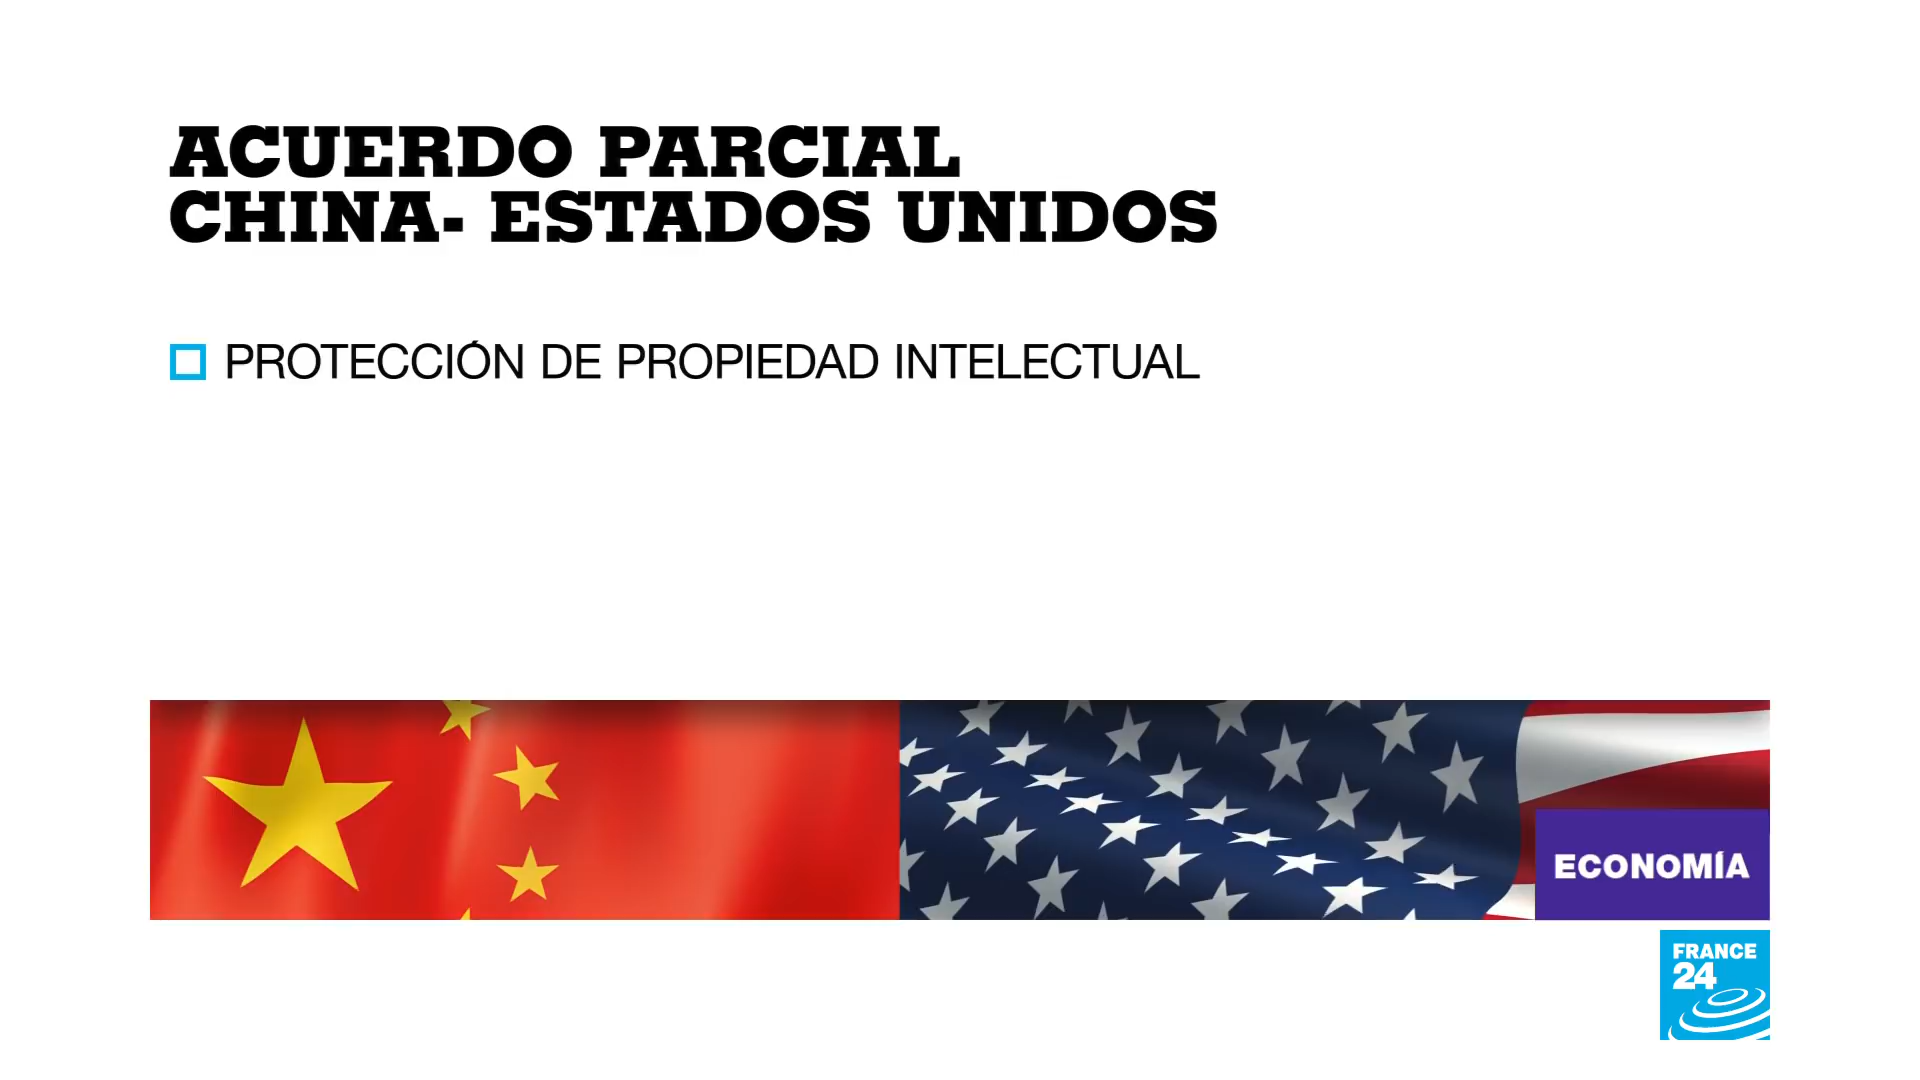 ACUERDO PARCIAL
CHINA- ESTADOS UNIDOS
PROTECCIÓN DE PROPIEDAD INTELECTUAL
ECONOMÍA
FRANCE
24